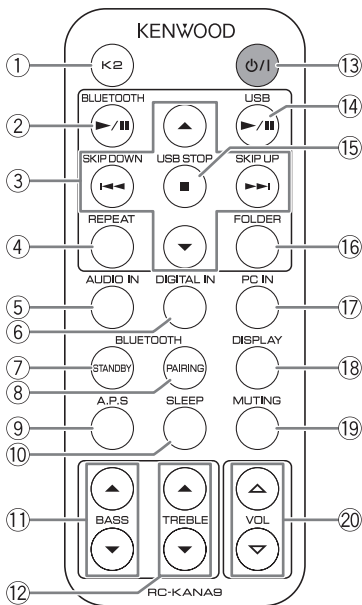 KENWOOD
① K2 ⏻/I ⑬
BLUETOOTH USB
② ►/II ▲ ►/II ⑭
SKIP DOWN USB STOP SKIP UP ⑮
③ I◄◄ ■ ►►I
REPEAT ▼ FOLDER
④ ⑯
AUDIO IN DIGITAL IN PC IN
⑤ ⑥ ⑰
BLUETOOTH DISPLAY
⑦ STANDBY PAIRING ⑧ ⑱
A.P.S SLEEP MUTING
⑨ ⑩ ⑲
▲ ▲ △
⑪ BASS TREBLE VOL ⑳
▼ ▼ ▽
⑫ RC-KANA9